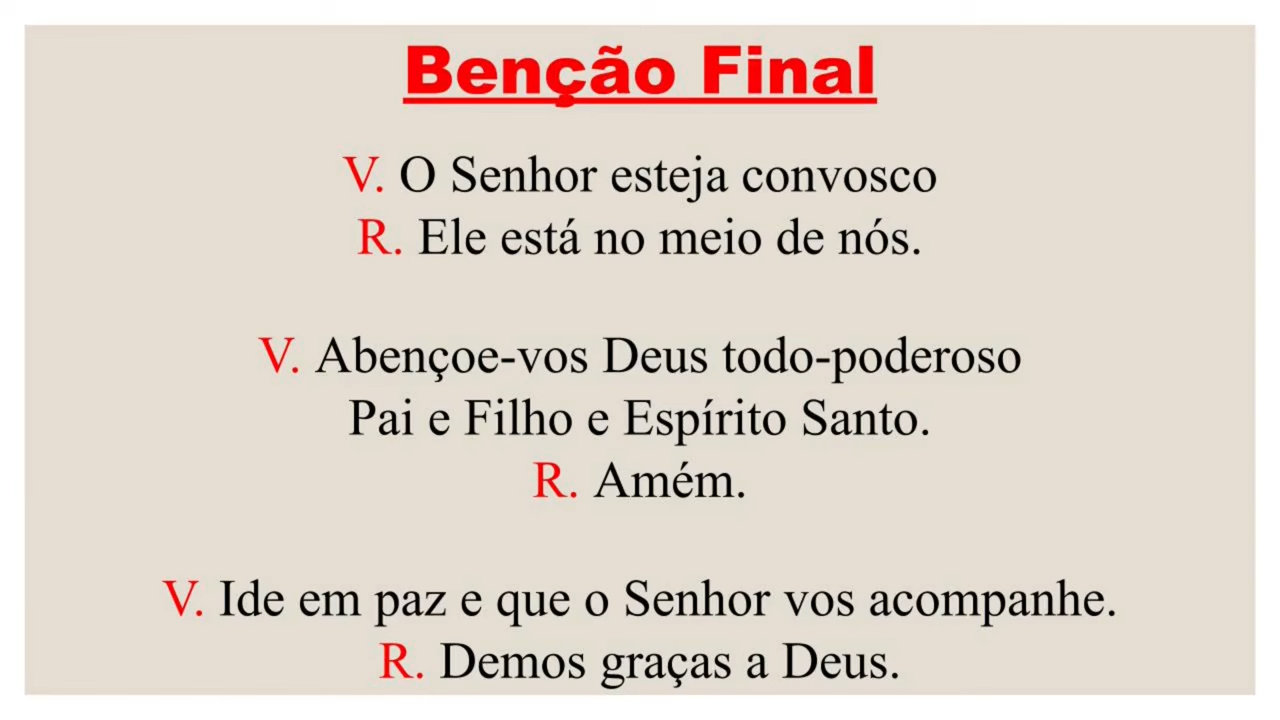 Benção Final
V. O Senhor esteja convosco
R. Ele está no meio de nós.
V. Abençoe-vos Deus todo-poderoso
Pai e Filho e Espírito Santo.
R. Amém.
V. Ide em paz e que o Senhor vos acompanhe.
R. Demos graças a Deus.